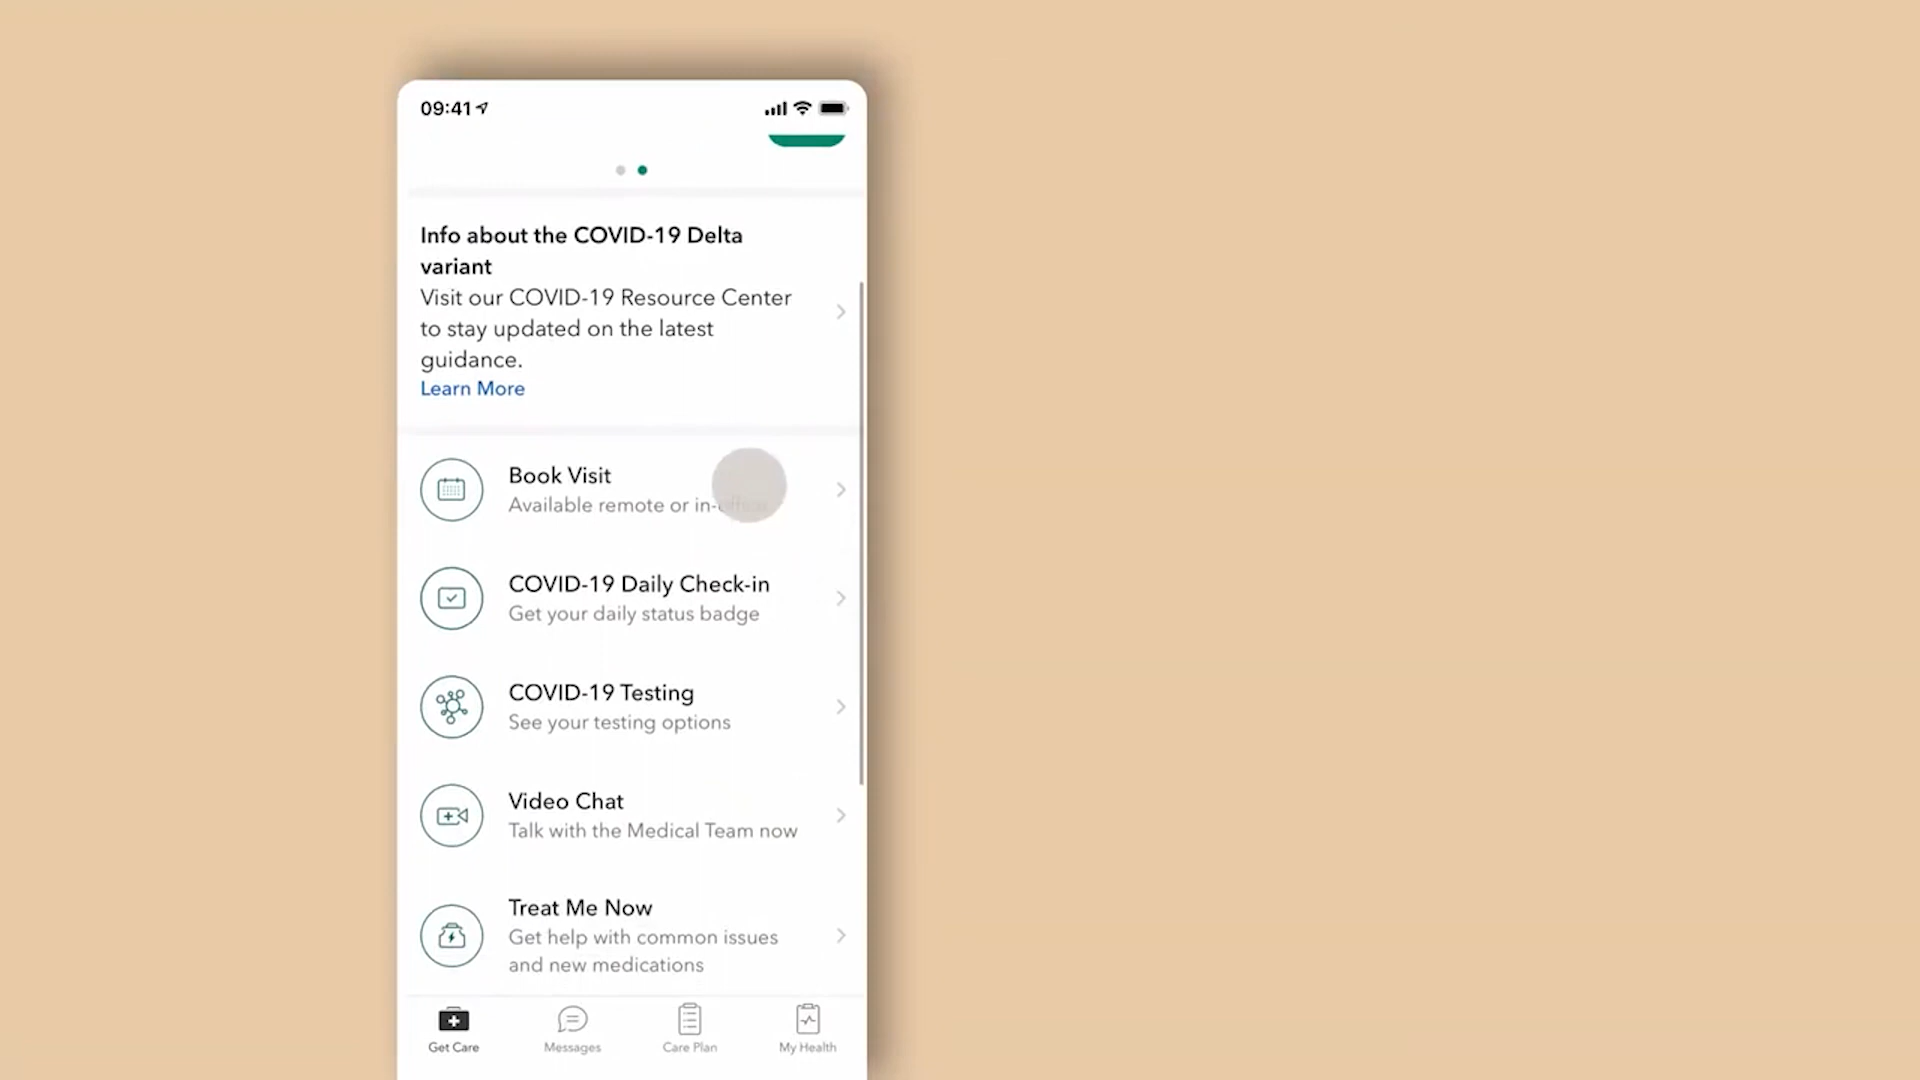 09:41
Info about the COVID-19 Delta
variant
Visit our COVID-19 Resource Center
to stay updated on the latest
guidance.
Learn More
Book Visit
Available remote or in-office
COVID-19 Daily Check-in
Get your daily status badge
COVID-19 Testing
See your testing options
Video Chat
Talk with the Medical Team now
Treat Me Now
Get help with common issues
and new medications
Get Care
Messages
Care Plan
My Health